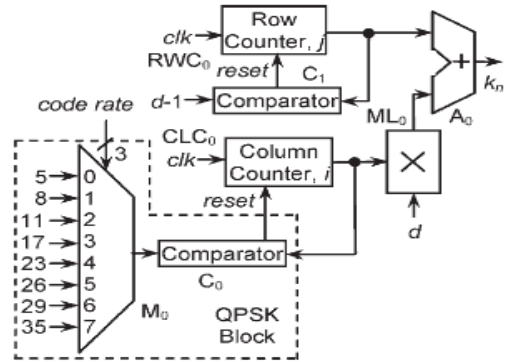 Row
Counter, j
clk
RWC0
reset
C1
d-1
Comparator
ML0
A0
+
kn
code rate
3
CLC0
clk
Column
Counter, i
reset
×
d
5
8
11
17
23
26
29
35
0
1
2
3
4
5
6
7
M0
Comparator
C0
QPSK
Block